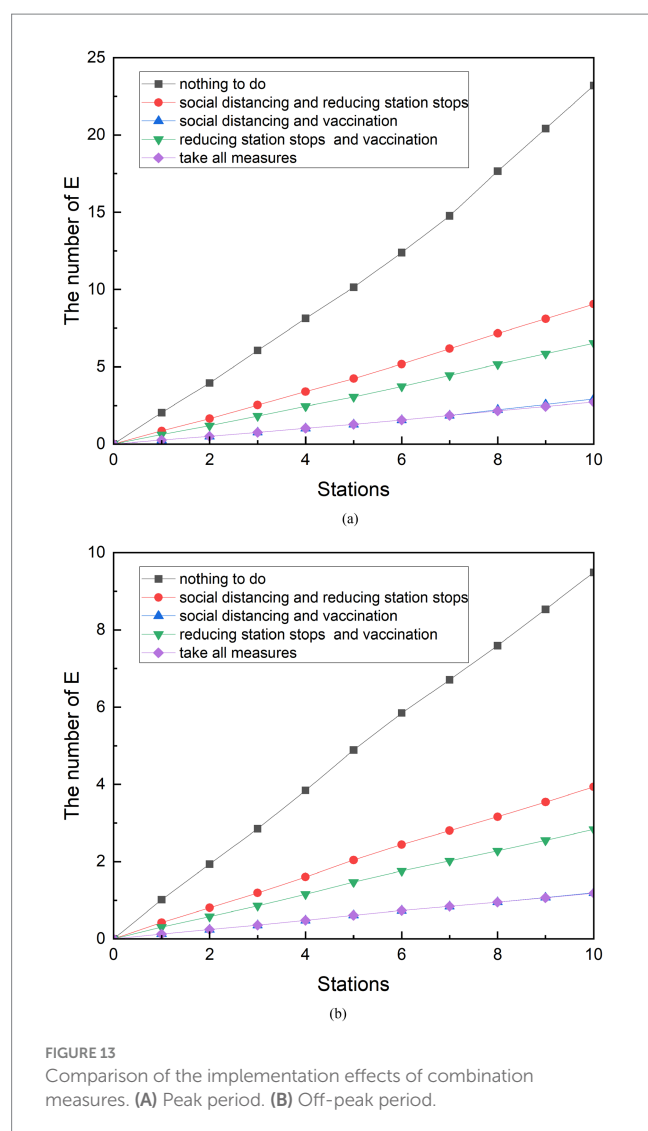 25
20
15
10
5
0
The number of E
nothing to do
social distancing and reducing station stops
social distancing and vaccination
reducing station stops and vaccination
take all measures
0 2 4 6 8 10
Stations
(a)
10
8
6
4
2
0
The number of E
nothing to do
social distancing and reducing station stops
social distancing and vaccination
reducing station stops and vaccination
take all measures
0 2 4 6 8 10
Stations
(b)
FIGURE 13
Comparison of the implementation effects of combination
measures. (A) Peak period. (B) Off-peak period.